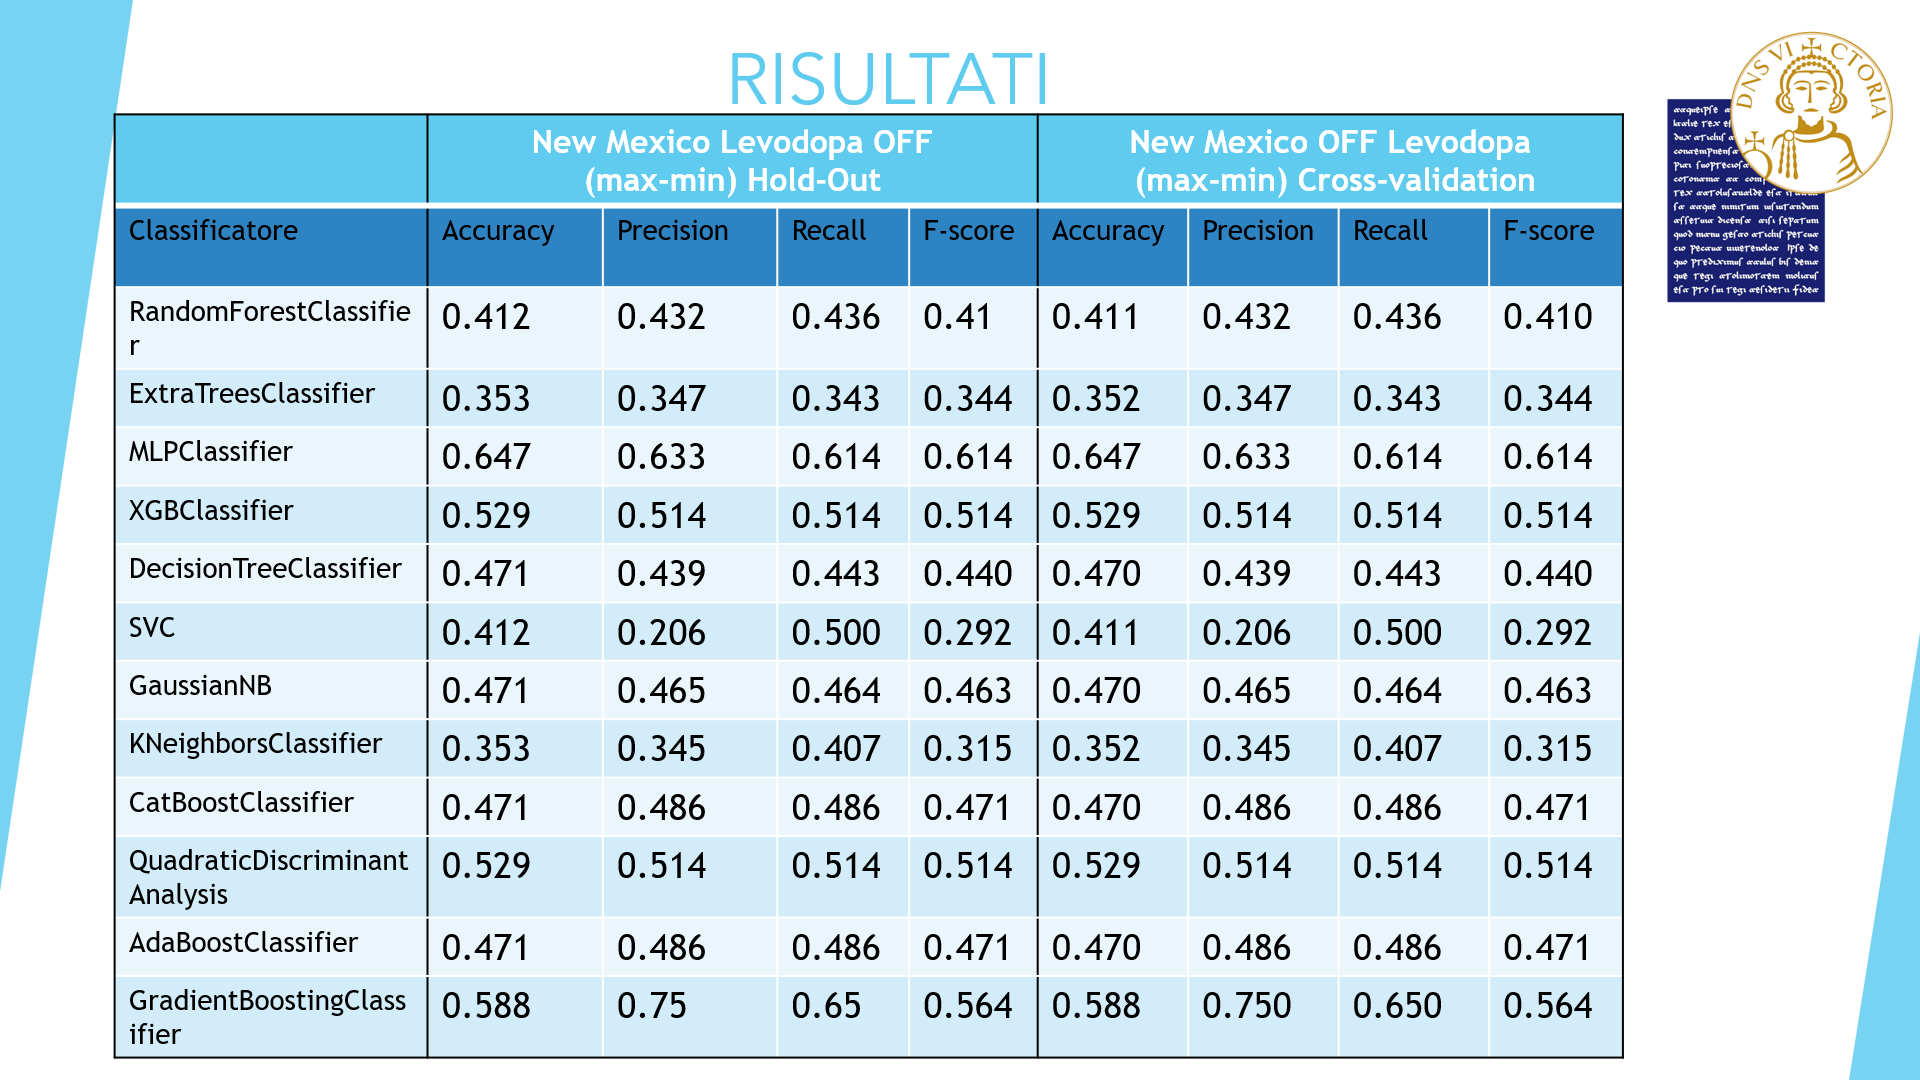 RISULTATI
New Mexico Levodopa OFF
(max-min) Hold-Out
New Mexico OFF Levodopa
(max-min) Cross-validation
Classificatore Accuracy Precision Recall F-score Accuracy Precision Recall F-score
RandomForestClassifie
r
0.412 0.432 0.436 0.41 0.411 0.432 0.436 0.410
ExtraTreesClassifier 0.353 0.347 0.343 0.344 0.352 0.347 0.343 0.344
MLPClassifier 0.647 0.633 0.614 0.614 0.647 0.633 0.614 0.614
XGBClassifier 0.529 0.514 0.514 0.514 0.529 0.514 0.514 0.514
DecisionTreeClassifier 0.471 0.439 0.443 0.440 0.470 0.439 0.443 0.440
SVC 0.412 0.206 0.500 0.292 0.411 0.206 0.500 0.292
GaussianNB 0.471 0.465 0.464 0.463 0.470 0.465 0.464 0.463
KNeighborsClassifier 0.353 0.345 0.407 0.315 0.352 0.345 0.407 0.315
CatBoostClassifier 0.471 0.486 0.486 0.471 0.470 0.486 0.486 0.471
QuadraticDiscriminant
Analysis
0.529 0.514 0.514 0.514 0.529 0.514 0.514 0.514
AdaBoostClassifier 0.471 0.486 0.486 0.471 0.470 0.486 0.486 0.471
GradientBoostingClass
ifier
0.588 0.75 0.65 0.564 0.588 0.750 0.650 0.564
DNS VICTORIA